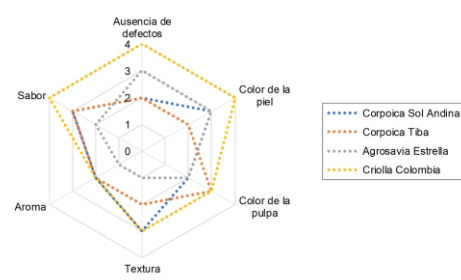 Ausencia de
defectos
4
3
2
1
0
Color de la
piel
Color de la
pulpa
Textura
Aroma
Sabor
Corpoica Sol Andina
Corpoica Tiba
Agrosavia Estrella
Criolla Colombia